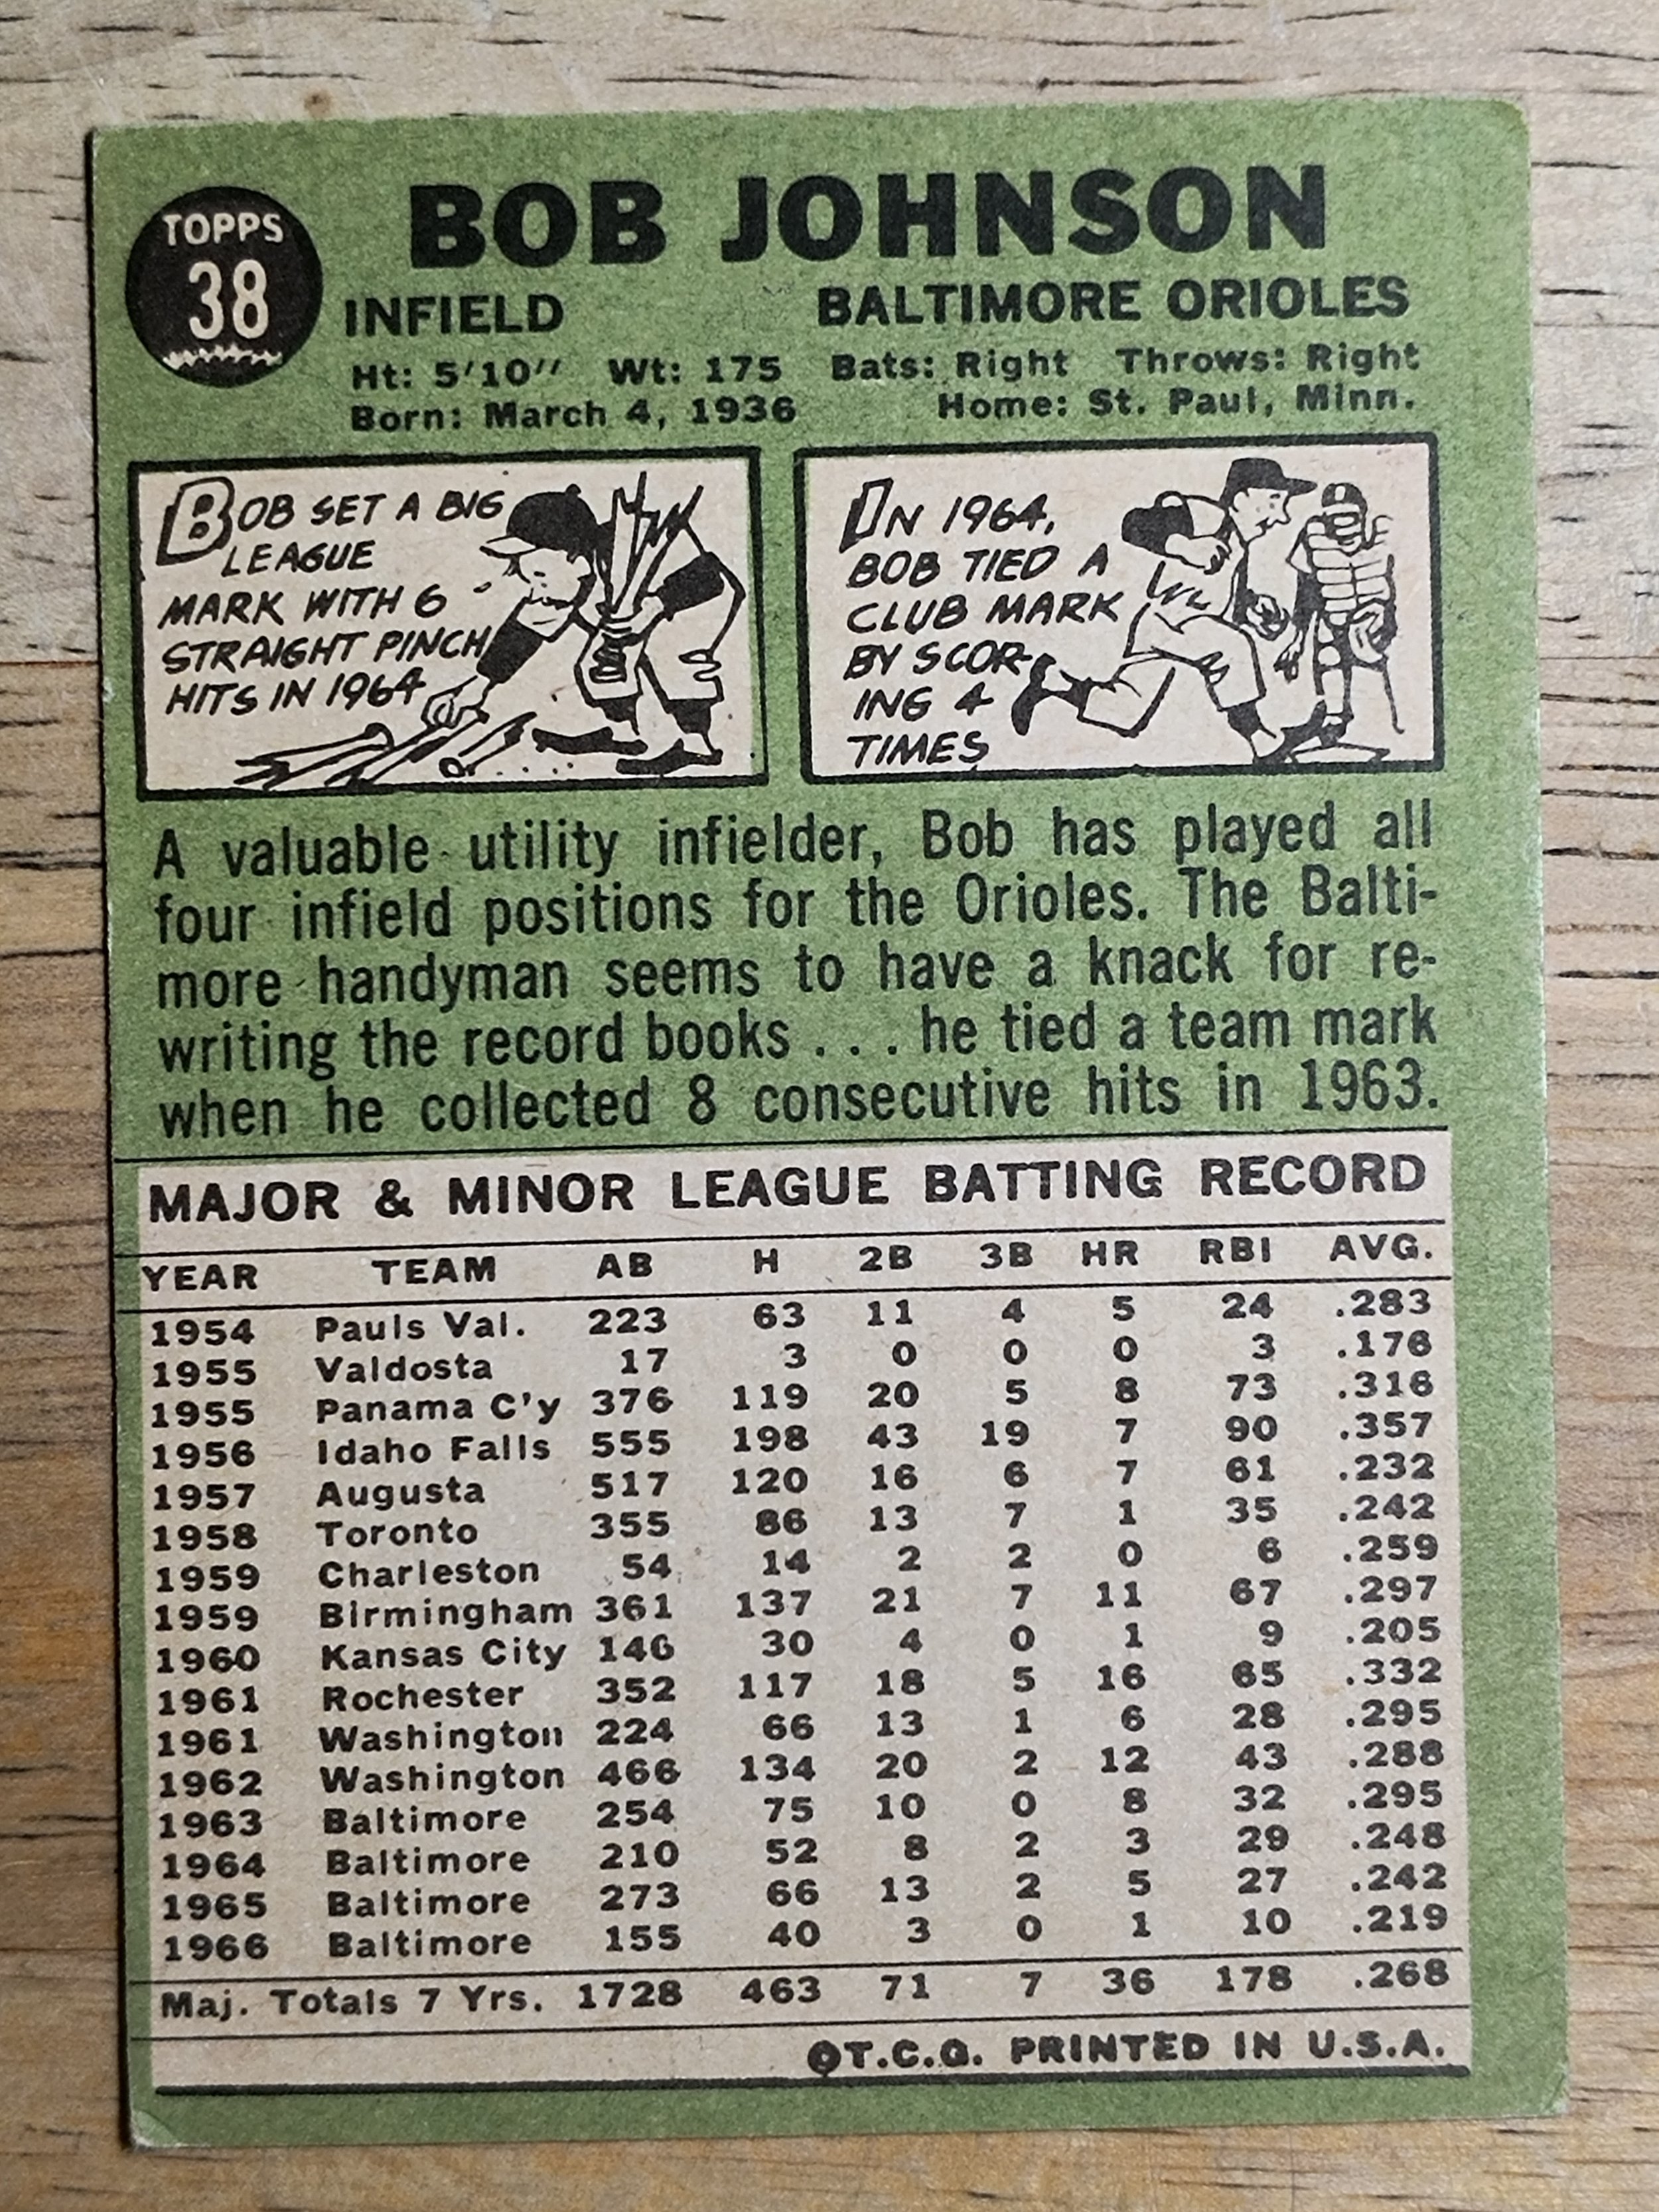 TOPPS
38
BOB JOHNSON
INFIELD BALTIMORE ORIOLES
Ht: 5'10'' Wt: 175 Bats: Right Throws: Right
Born: March 4, 1936 Home: St. Paul, Minn.
BOB SET A BIG
LEAGUE
MARK WITH 6
STRAIGHT PINCH
HITS IN 1964
IN 1964,
BOB TIED A
CLUB MARK
BY SCOR-
ING 4
TIMES
A valuable utility infielder, Bob has played all
four infield positions for the Orioles. The Balti-
more handyman seems to have a knack for re-
writing the record books . . . he tied a team mark
when he collected 8 consecutive hits in 1963.
MAJOR & MINOR LEAGUE BATTING RECORD
YEAR TEAM AB H 2B 3B HR RBI AVG.
1954 Pauls Val. 223 63 11 4 5 24 .283
1955 Valdosta 17 3 0 0 0 3 .176
1955 Panama C'y 376 119 20 5 8 73 .316
1956 Idaho Falls 555 198 43 19 7 90 .357
1957 Augusta 517 120 16 6 7 61 .232
1958 Toronto 355 86 13 7 1 35 .242
1959 Charleston 54 14 2 2 0 6 .259
1959 Birmingham 361 137 21 7 11 67 .297
1960 Kansas City 146 30 4 0 1 9 .205
1961 Rochester 352 117 18 5 16 65 .332
1961 Washington 224 66 13 1 6 28 .295
1962 Washington 466 134 20 2 12 43 .288
1963 Baltimore 254 75 10 0 8 32 .295
1964 Baltimore 210 52 8 2 3 29 .248
1965 Baltimore 273 66 13 2 5 27 .242
1966 Baltimore 155 40 3 0 1 10 .219
Maj. Totals 7 Yrs. 1728 463 71 7 36 178 .268
©T.C.G. PRINTED IN U.S.A.